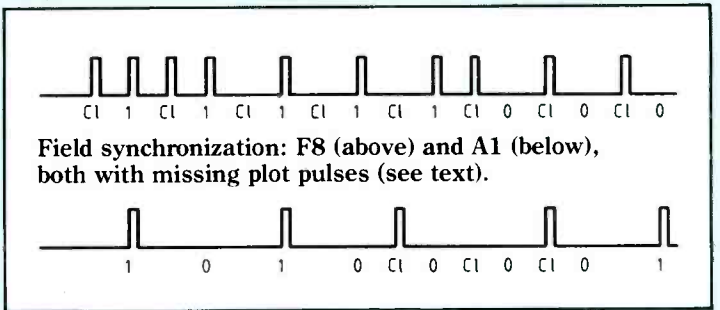 Cl 1 Cl 1 Cl 1 Cl 1 Cl 1 Cl 0 Cl 0 Cl 0
Field synchronization: F8 (above) and A1 (below),
both with missing plot pulses (see text).
1 0 1 0 Cl 0 Cl 0 Cl 0 1